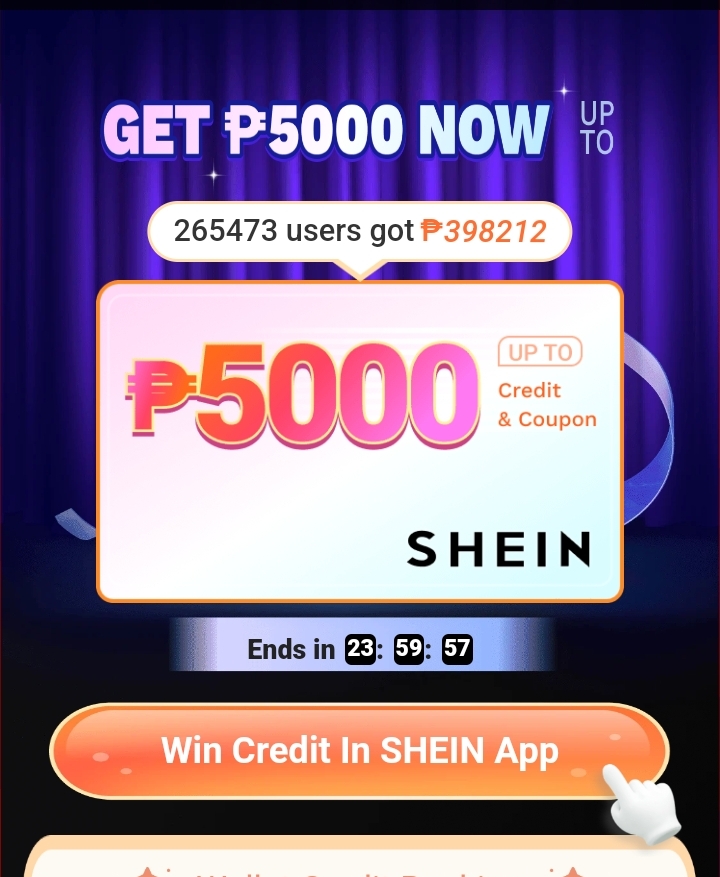 GET ₱5000 NOW UP TO
265473 users got ₱398212
₱5000 UP TO
Credit
& Coupon
SHEIN
Ends in 23: 59: 57
Win Credit In SHEIN App